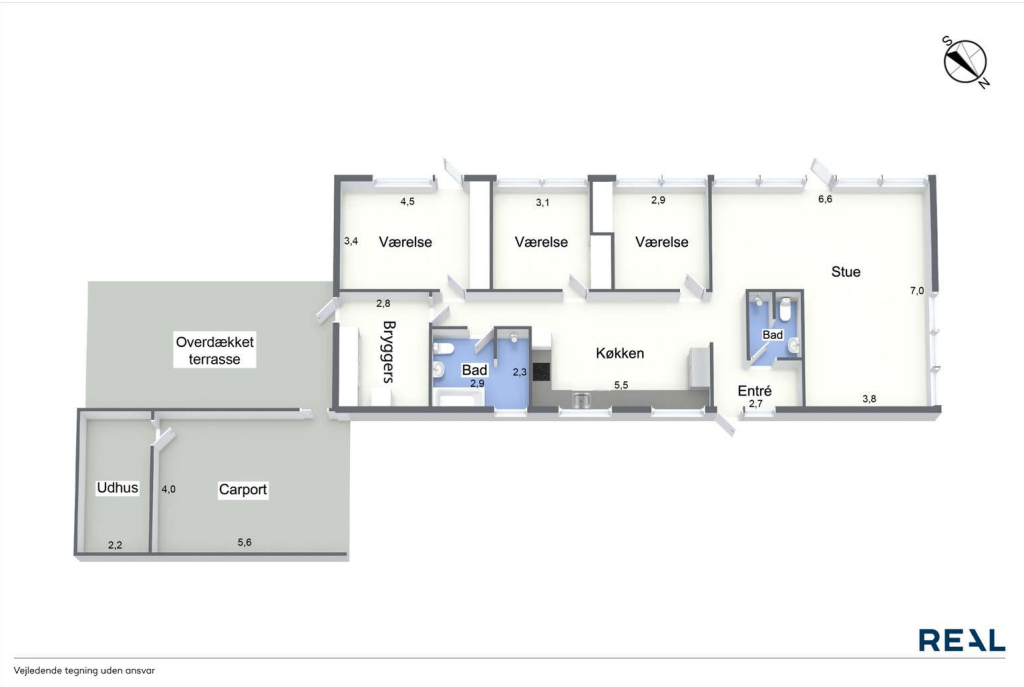 S
N
4,5
3,1
2,9
6,6
3,4
Værelse
Værelse
Værelse
Stue
7,0
2,8
Bryggers
Overdækket
terrasse
Bad
Køkken
Bad
2,9
2,3
5,5
Entré
2,7
3,8
Udhus
4,0
Carport
2,2
5,6
REAL
Vejledende tegning uden ansvar